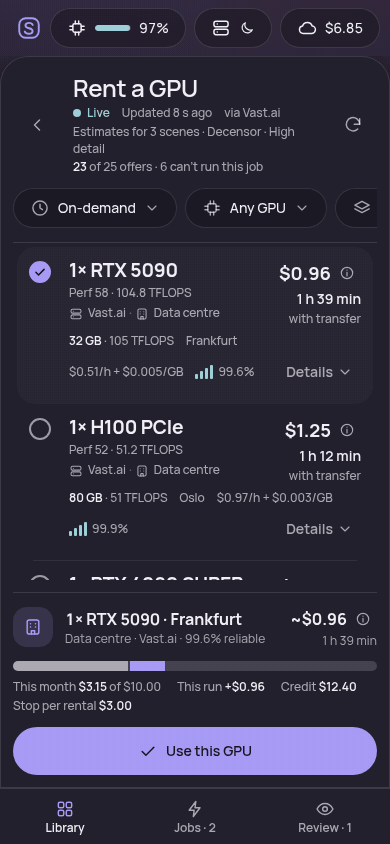 S 97% $6.85
Rent a GPU
Live Updated 8 s ago via Vast.ai
Estimates for 3 scenes · Decensor · High
detail
23 of 25 offers · 6 can't run this job
On-demand Any GPU
1× RTX 5090 $0.96
Perf 58 · 104.8 TFLOPS 1 h 39 min
Vast.ai · Data centre with transfer
32 GB · 105 TFLOPS Frankfurt
$0.51/h + $0.005/GB 99.6% Details
1× H100 PCIe $1.25
Perf 52 · 51.2 TFLOPS 1 h 12 min
Vast.ai · Data centre with transfer
80 GB · 51 TFLOPS Oslo $0.97/h + $0.003/GB
99.9% Details
1× RTX 4080 SUPER
1× RTX 5090 · Frankfurt ~$0.96
Data centre · Vast.ai · 99.6% reliable 1 h 39 min
This month $3.15 of $10.00 This run +$0.96 Credit $12.40
Stop per rental $3.00
Use this GPU
Library Jobs · 2 Review · 1